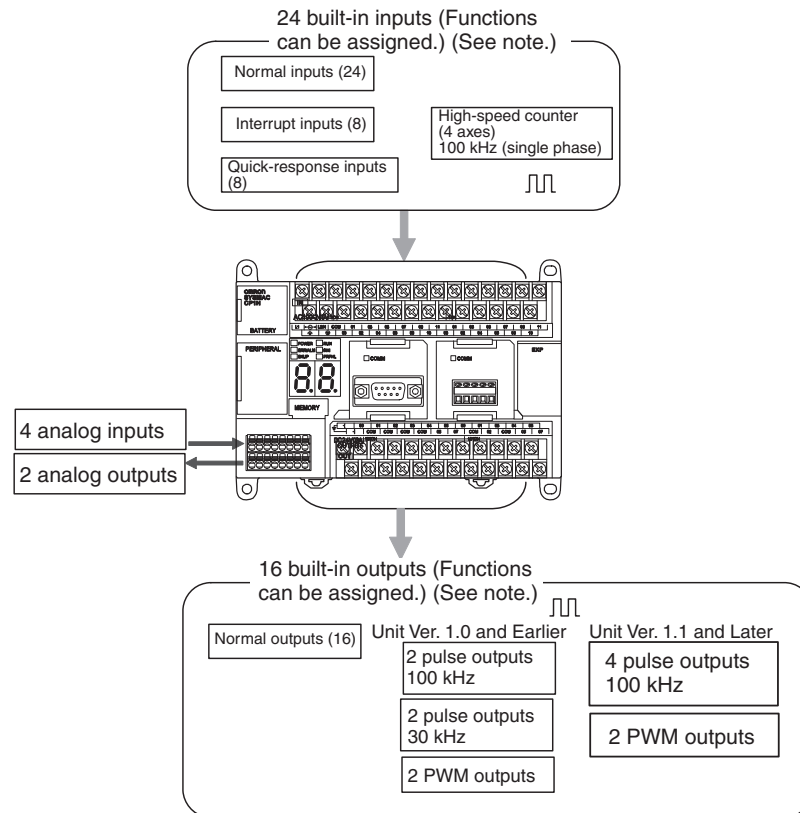 24 built-in inputs (Functions
can be assigned.) (See note.)
Normal inputs (24)
Interrupt inputs (8)
Quick-response inputs
(8)
High-speed counter
(4 axes)
100 kHz (single phase)
OMRON
SYSMAC
CP1H
BATTERY
PERIPHERAL
POWER
RUN
MEMORY
COMM
COMM
EXP
4 analog inputs
2 analog outputs
16 built-in outputs (Functions
can be assigned.) (See note.)
Normal outputs (16)
Unit Ver. 1.0 and Earlier
2 pulse outputs
100 kHz
2 pulse outputs
30 kHz
2 PWM outputs
Unit Ver. 1.1 and Later
4 pulse outputs
100 kHz
2 PWM outputs